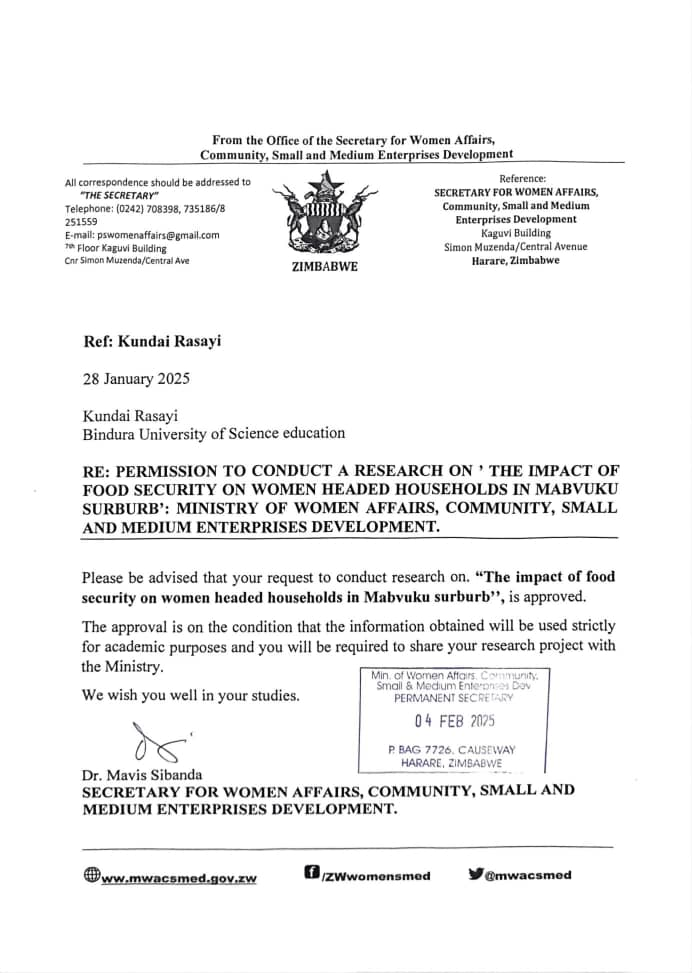 From the Office of the Secretary for Women Affairs,
Community, Small and Medium Enterprises Development
All correspondence should be addressed to
"THE SECRETARY"
Telephone: (0242) 708398, 735186/8
251559
E-mail: pswomenaffairs@gmail.com
7th Floor Kaguvi Building
Cnr Simon Muzenda/Central Ave
ZIMBABWE
Reference:
SECRETARY FOR WOMEN AFFAIRS,
Community, Small and Medium
Enterprises Development
Kaguvi Building
Simon Muzenda/Central Avenue
Harare, Zimbabwe
Ref: Kundai Rasayi
28 January 2025
Kundai Rasayi
Bindura University of Science education
RE: PERMISSION TO CONDUCT A RESEARCH ON ’ THE IMPACT OF
FOOD SECURITY ON WOMEN HEADED HOUSEHOLDS IN MABVUKU
SURBURB’: MINISTRY OF WOMEN AFFAIRS, COMMUNITY, SMALL
AND MEDIUM ENTERPRISES DEVELOPMENT.
Please be advised that your request to conduct research on. “The impact of food
security on women headed households in Mabvuku surburb’’, is approved.
The approval is on the condition that the information obtained will be used strictly
for academic purposes and you will be required to share your research project with
the Ministry.
We wish you well in your studies.
Min. of Women Affairs, Community,
Small & Medium Enterprises Dev
PERMANENT SECRETARY
04 FEB 2025
P. BAG 7726, CAUSEWAY
HARARE, ZIMBABWE
Dr. Mavis Sibanda
SECRETARY FOR WOMEN AFFAIRS, COMMUNITY, SMALL AND
MEDIUM ENTERPRISES DEVELOPMENT.
www.mwacsmed.gov.zw
/ZWwomensmed
@mwacsmed